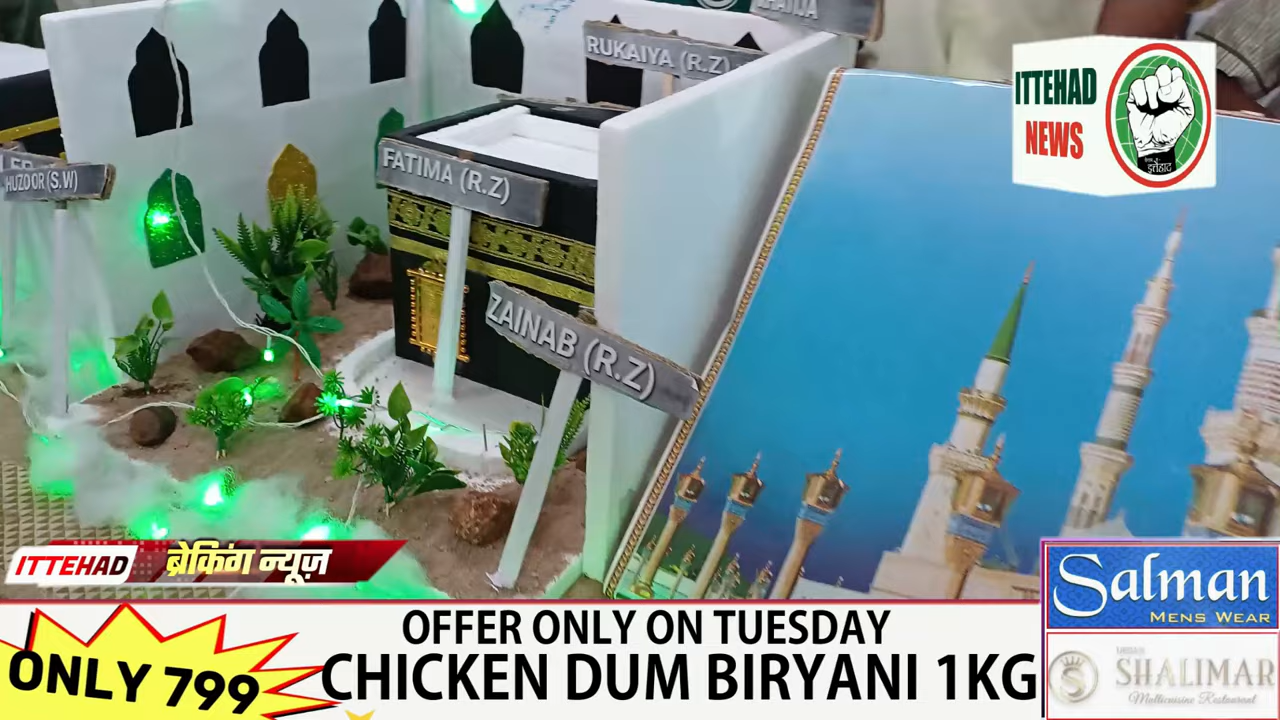 RUKAIYA (R.Z)
FATIMA (R.Z)
HUZOOR (S.W)
ZAINAB (R.Z)
ITTEHAD
NEWS
इत्तेहाद
ITTEHAD
ब्रेकिंग न्यूज़
ONLY 799
OFFER ONLY ON TUESDAY
CHICKEN DUM BIRYANI 1KG
Salman
MENS WEAR
SHALIMAR
Multicuisine Restaurant